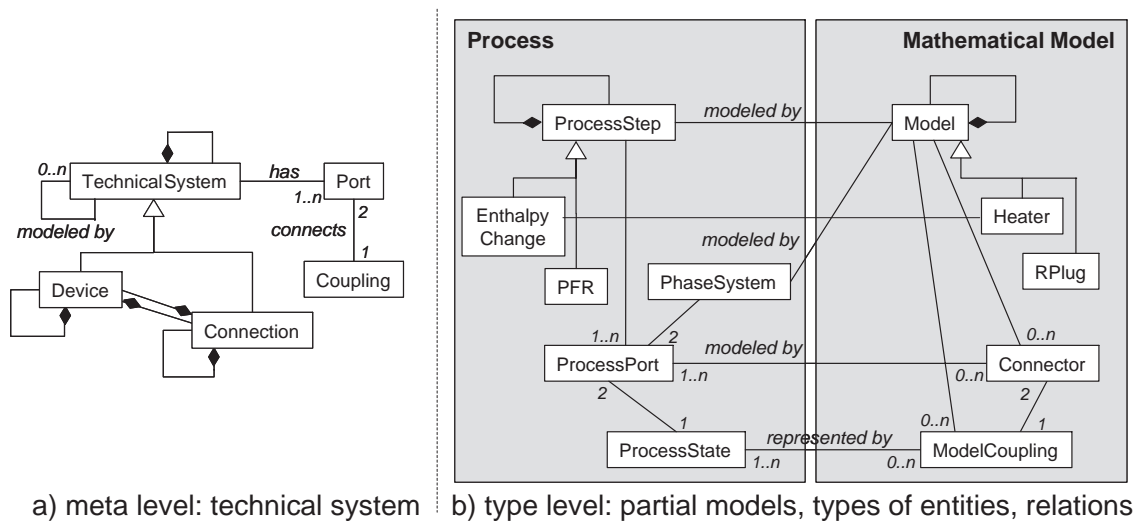 0..n
TechnicalSystem
has
Port
1..n
2
modeled by
connects
1
Coupling
Device
Connection
a) meta level: technical system
Process
Mathematical Model
ProcessStep
modeled by
Model
Enthalpy
Change
Heater
modeled by
PFR
PhaseSystem
RPlug
1..n
2
0..n
ProcessPort
modeled by
Connector
1..n
0..n
2
2
1
0..n
1
ProcessState
represented by
ModelCoupling
1..n
0..n
b) type level: partial models, types of entities, relations